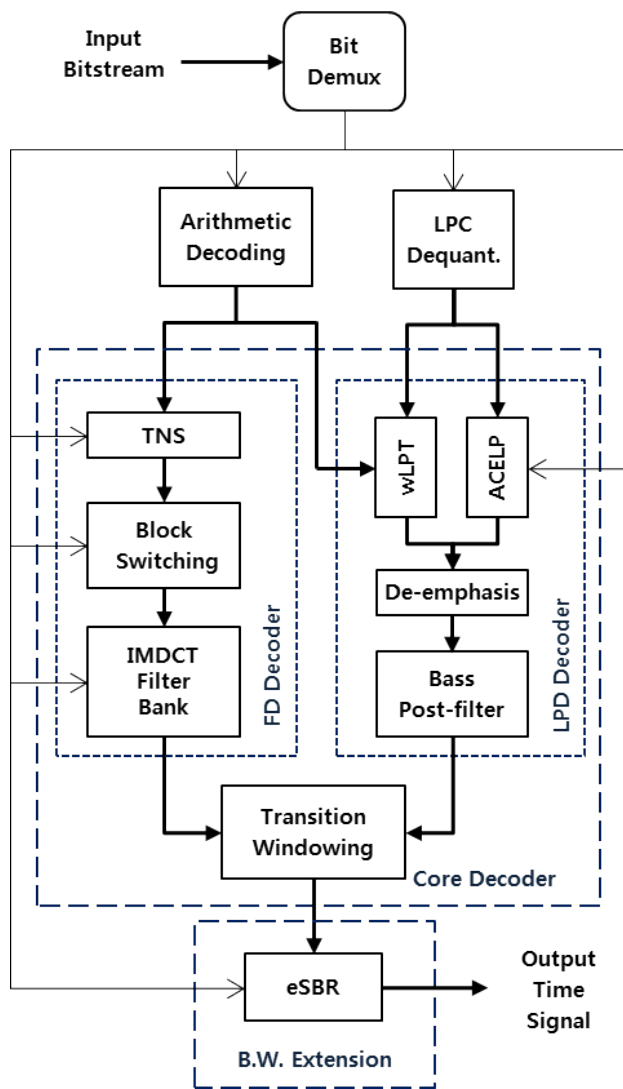 Input
Bitstream
Bit
Demux
Arithmetic
Decoding
LPC
Dequant.
TNS
Block
Switching
IMDCT
Filter
Bank
FD Decoder
wLPT
ACELP
De-emphasis
Bass
Post-filter
LPD Decoder
Transition
Windowing
Core Decoder
eSBR
Output
Time
Signal
B.W. Extension